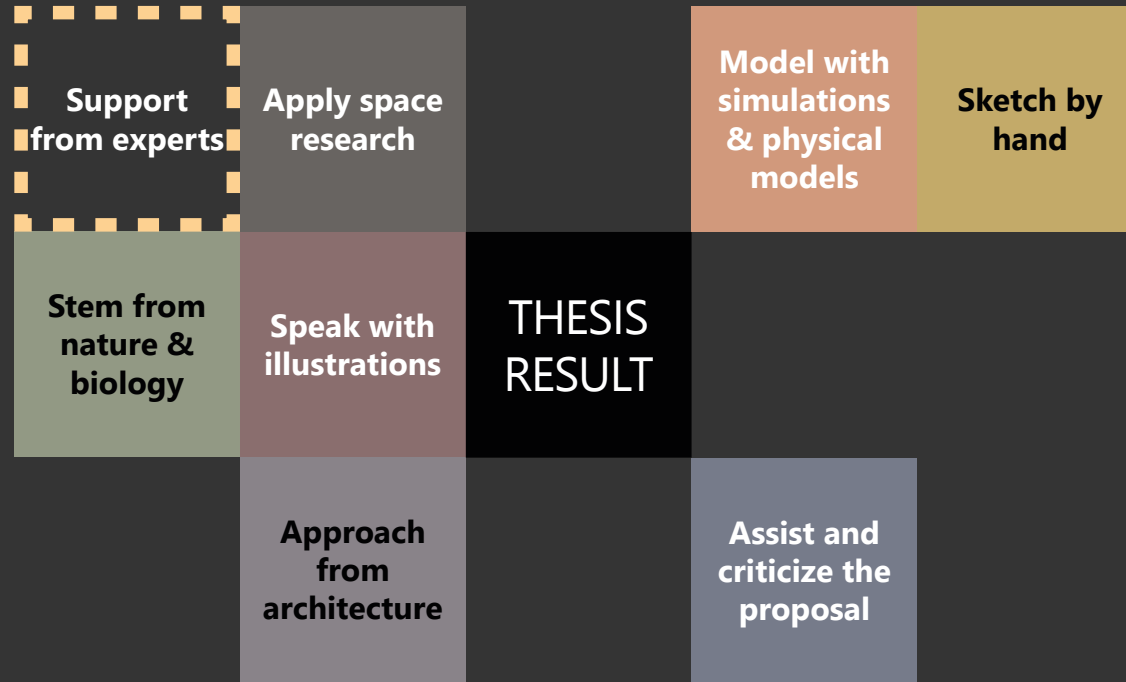 Support
from experts
Apply space
research
Model with
simulations
& physical
models
Sketch by
hand
Stem from
nature &
biology
Speak with
illustrations
THESIS
RESULT
Approach
from
architecture
Assist and
criticize the
proposal